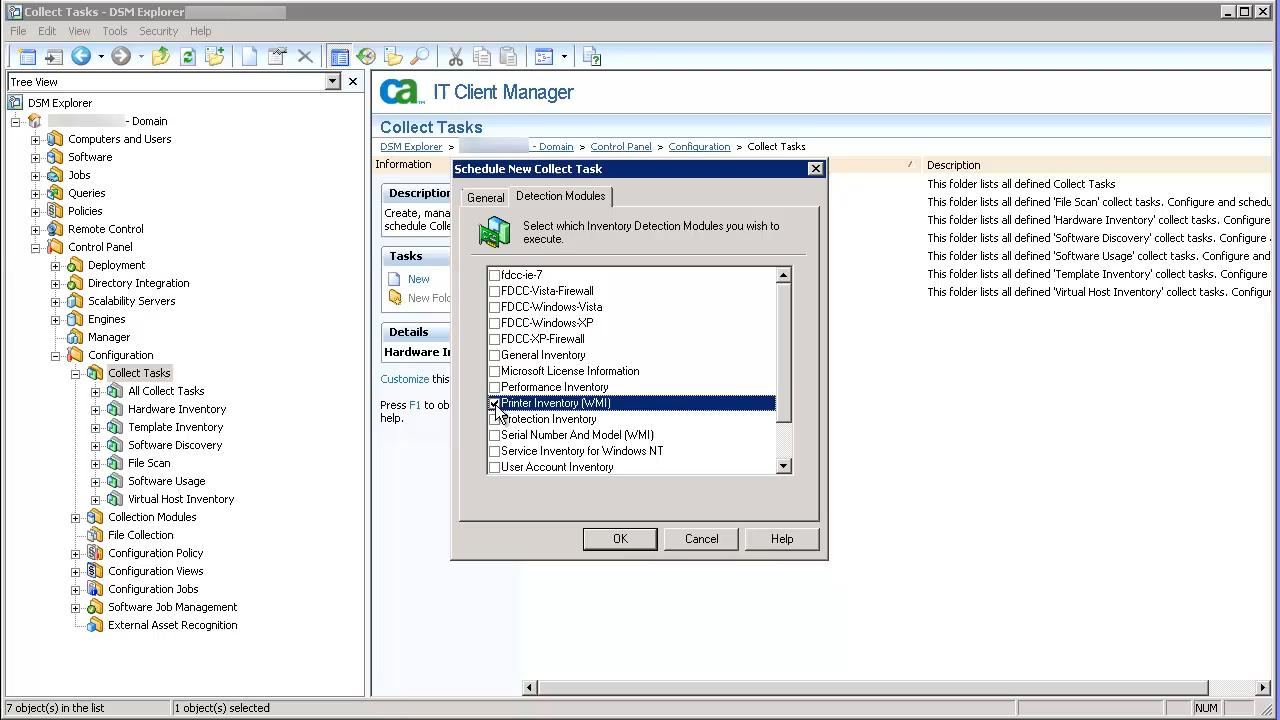 Collect Tasks - DSM Explorer
File Edit View Tools Security Help
Tree View
DSM Explorer
- Domain
Computers and Users
Software
Jobs
Queries
Policies
Remote Control
Control Panel
Deployment
Directory Integration
Scalability Servers
Engines
Manager
Configuration
Collect Tasks
All Collect Tasks
Hardware Inventory
Template Inventory
Software Discovery
File Scan
Software Usage
Virtual Host Inventory
Collection Modules
File Collection
Configuration Policy
Configuration Views
Configuration Jobs
Software Job Management
External Asset Recognition
ca IT Client Manager
Collect Tasks
DSM Explorer > - Domain > Control Panel > Configuration > Collect Tasks
Information
Description
Create, mana
schedule Colle
Tasks
New
New Fol
Details
Hardware In
Customize this
Press F1 to ob
help.
Schedule New Collect Task
General Detection Modules
Select which Inventory Detection Modules you wish to
execute.
fdcc-ie-7
FDCC-Vista-Firewall
FDCC-Windows-Vista
FDCC-Windows-XP
FDCC-XP-Firewall
General Inventory
Microsoft License Information
Performance Inventory
Printer Inventory (WMI)
Protection Inventory
Serial Number And Model (WMI)
Service Inventory for Windows NT
User Account Inventory
OK Cancel Help
Description
This folder lists all defined Collect Tasks
This folder lists all defined 'File Scan' collect tasks. Configure and schedu
This folder lists all defined 'Hardware Inventory' collect tasks. Configure
This folder lists all defined 'Software Discovery' collect tasks. Configure
This folder lists all defined 'Software Usage' collect tasks. Configure and
This folder lists all defined 'Template Inventory' collect tasks. Configure
This folder lists all defined 'Virtual Host Inventory' collect tasks. Configur
7 object(s) in the list 1 object(s) selected NUM